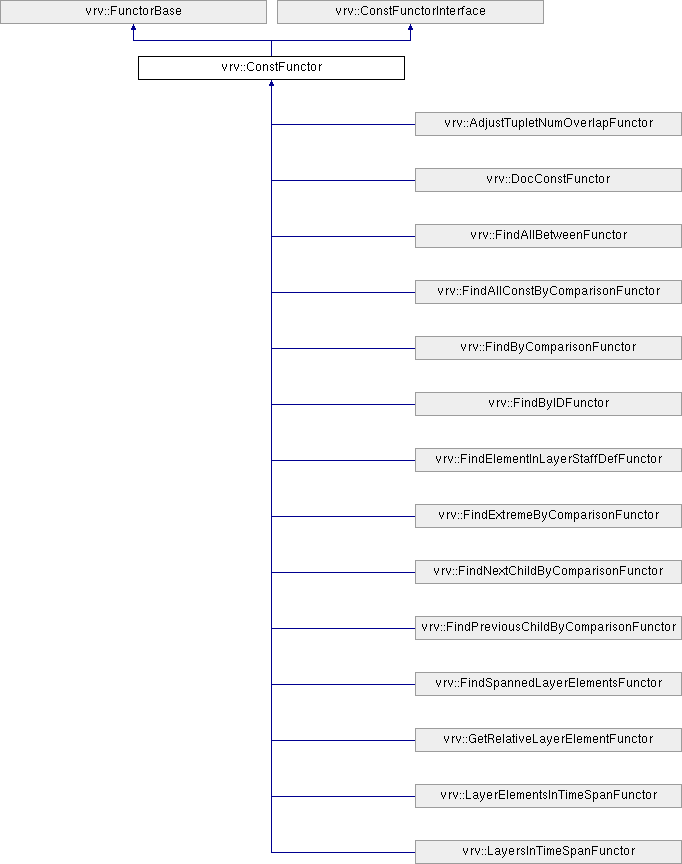 vrv::FunctorBase
vrv::ConstFunctorInterface
vrv::ConstFunctor
vrv::AdjustTupletNumOverlapFunctor
vrv::DocConstFunctor
vrv::FindAllBetweenFunctor
vrv::FindAllConstByComparisonFunctor
vrv::FindByComparisonFunctor
vrv::FindByIDFunctor
vrv::FindElementInLayerStaffDefFunctor
vrv::FindExtremeByComparisonFunctor
vrv::FindNextChildByComparisonFunctor
vrv::FindPreviousChildByComparisonFunctor
vrv::FindSpannedLayerElementsFunctor
vrv::GetRelativeLayerElementFunctor
vrv::LayerElementsInTimeSpanFunctor
vrv::LayersInTimeSpanFunctor